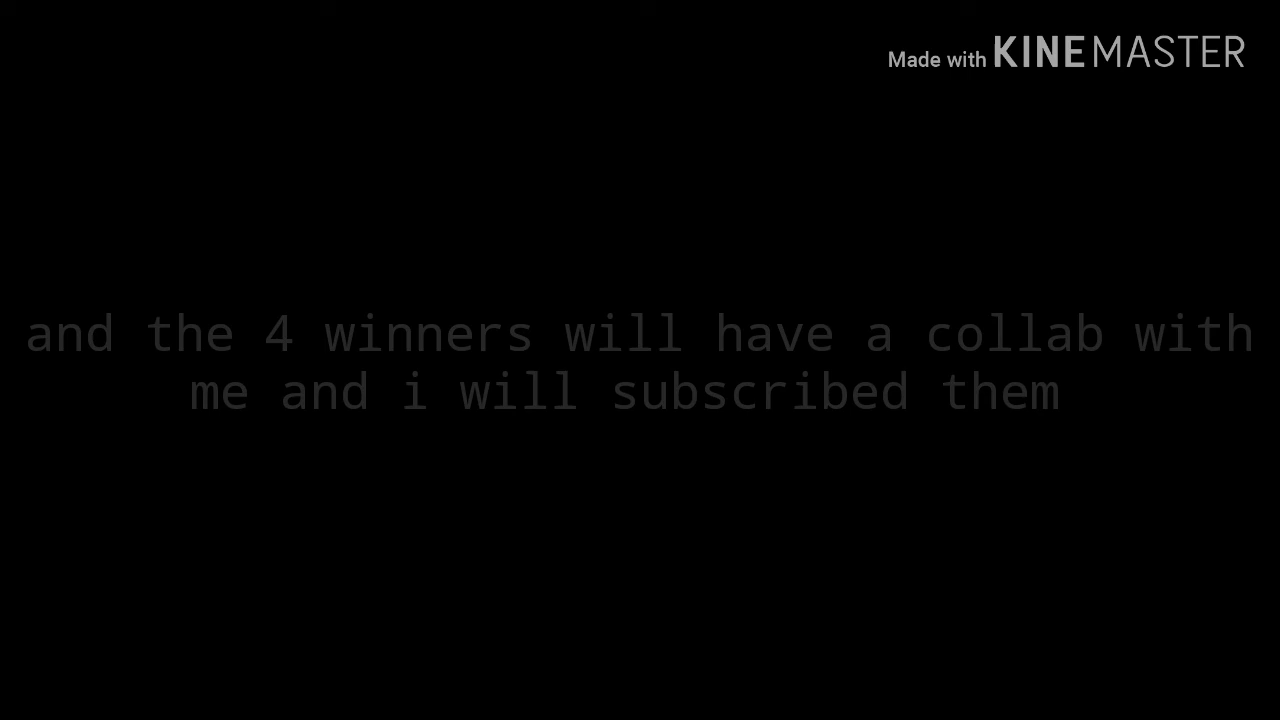 Made with KINEMASTER
and the 4 winners will have a collab with
me and i will subscribed them